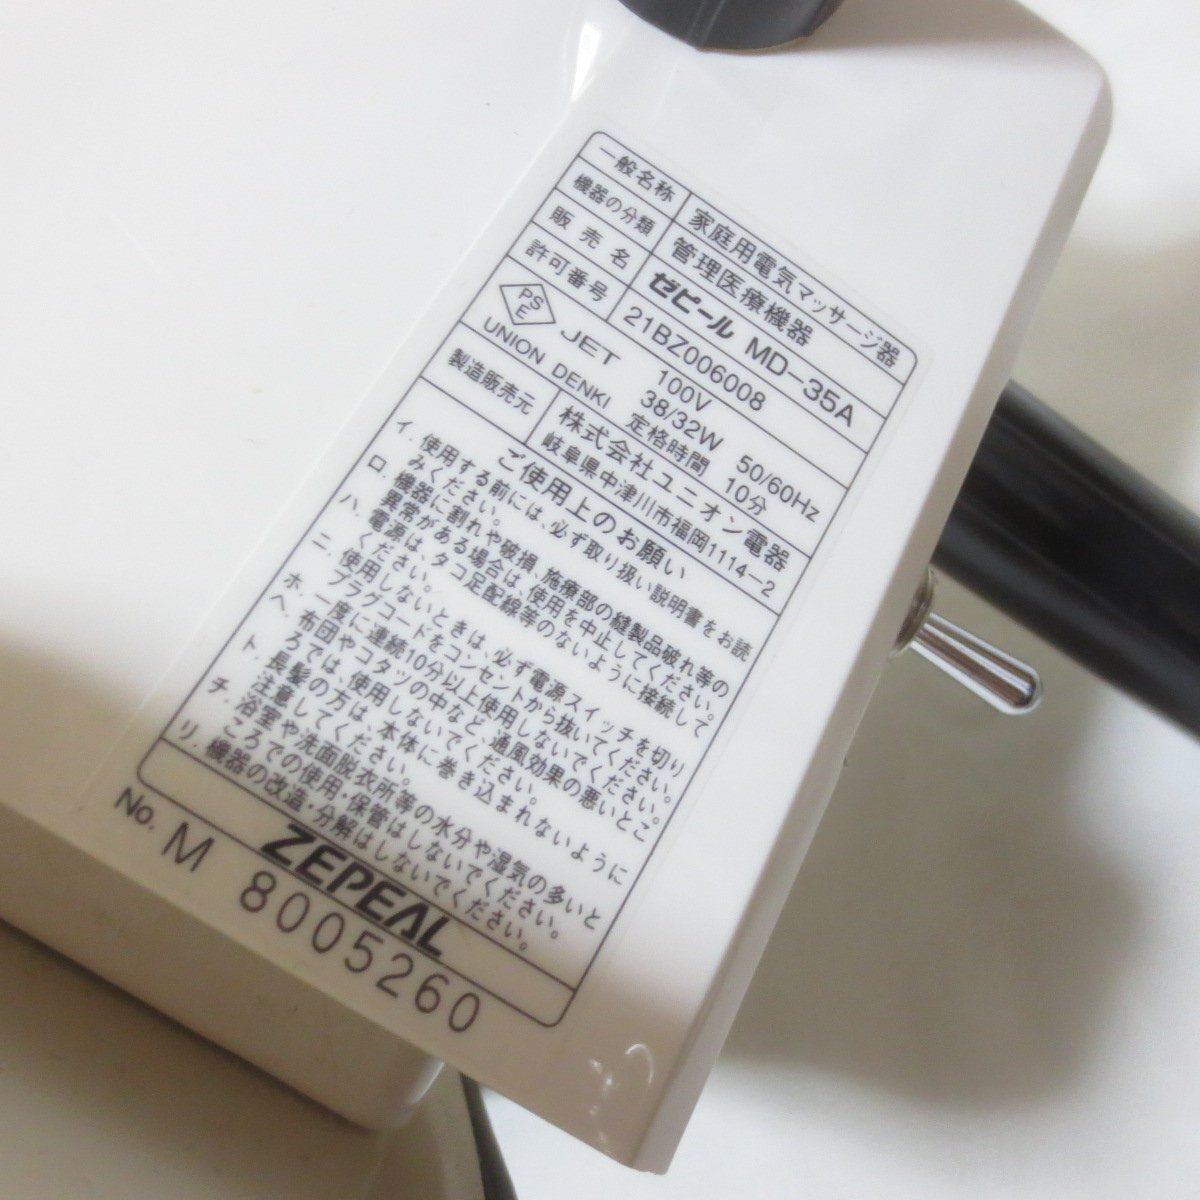 一般名称 家庭用電気マッサージ器
機器の分類 管理医療機器
販売名 ゼピール MD-35A
許可番号 21BZ006008
PSE JET 100V 50/60Hz
UNION DENKI 38/32W 定格時間 10分
製造販売元 株式会社ユニオン電器
岐阜県中津川市福岡1114-2
ご使用上のお願い
イ. 使用する前には、必ず取り扱い説明書をお読
みください。
ロ. 機器に割れや破損、施療部の縫製品破れ等の
異常がある場合は、使用を中止してください。
ハ. 電源は、タコ足配線等のないように接続して
ください。
ニ. 使用しないときは、必ず電源スイッチを切り
プラグコードをコンセントから抜いてください。
ホ. 一度に連続10分以上使用しないでください。
ヘ. 布団やコタツの中など、通風効果の悪いとこ
ろでは、使用しないでください。
ト. 長髪の方は、本体に巻き込まれないように
注意してください。
チ. 浴室や洗面脱衣所等の水分や湿気の多いと
ころでの使用・保管はしないでください。
リ. 機器の改造・分解はしないでください。
ZEPEAL
No. M 8005260